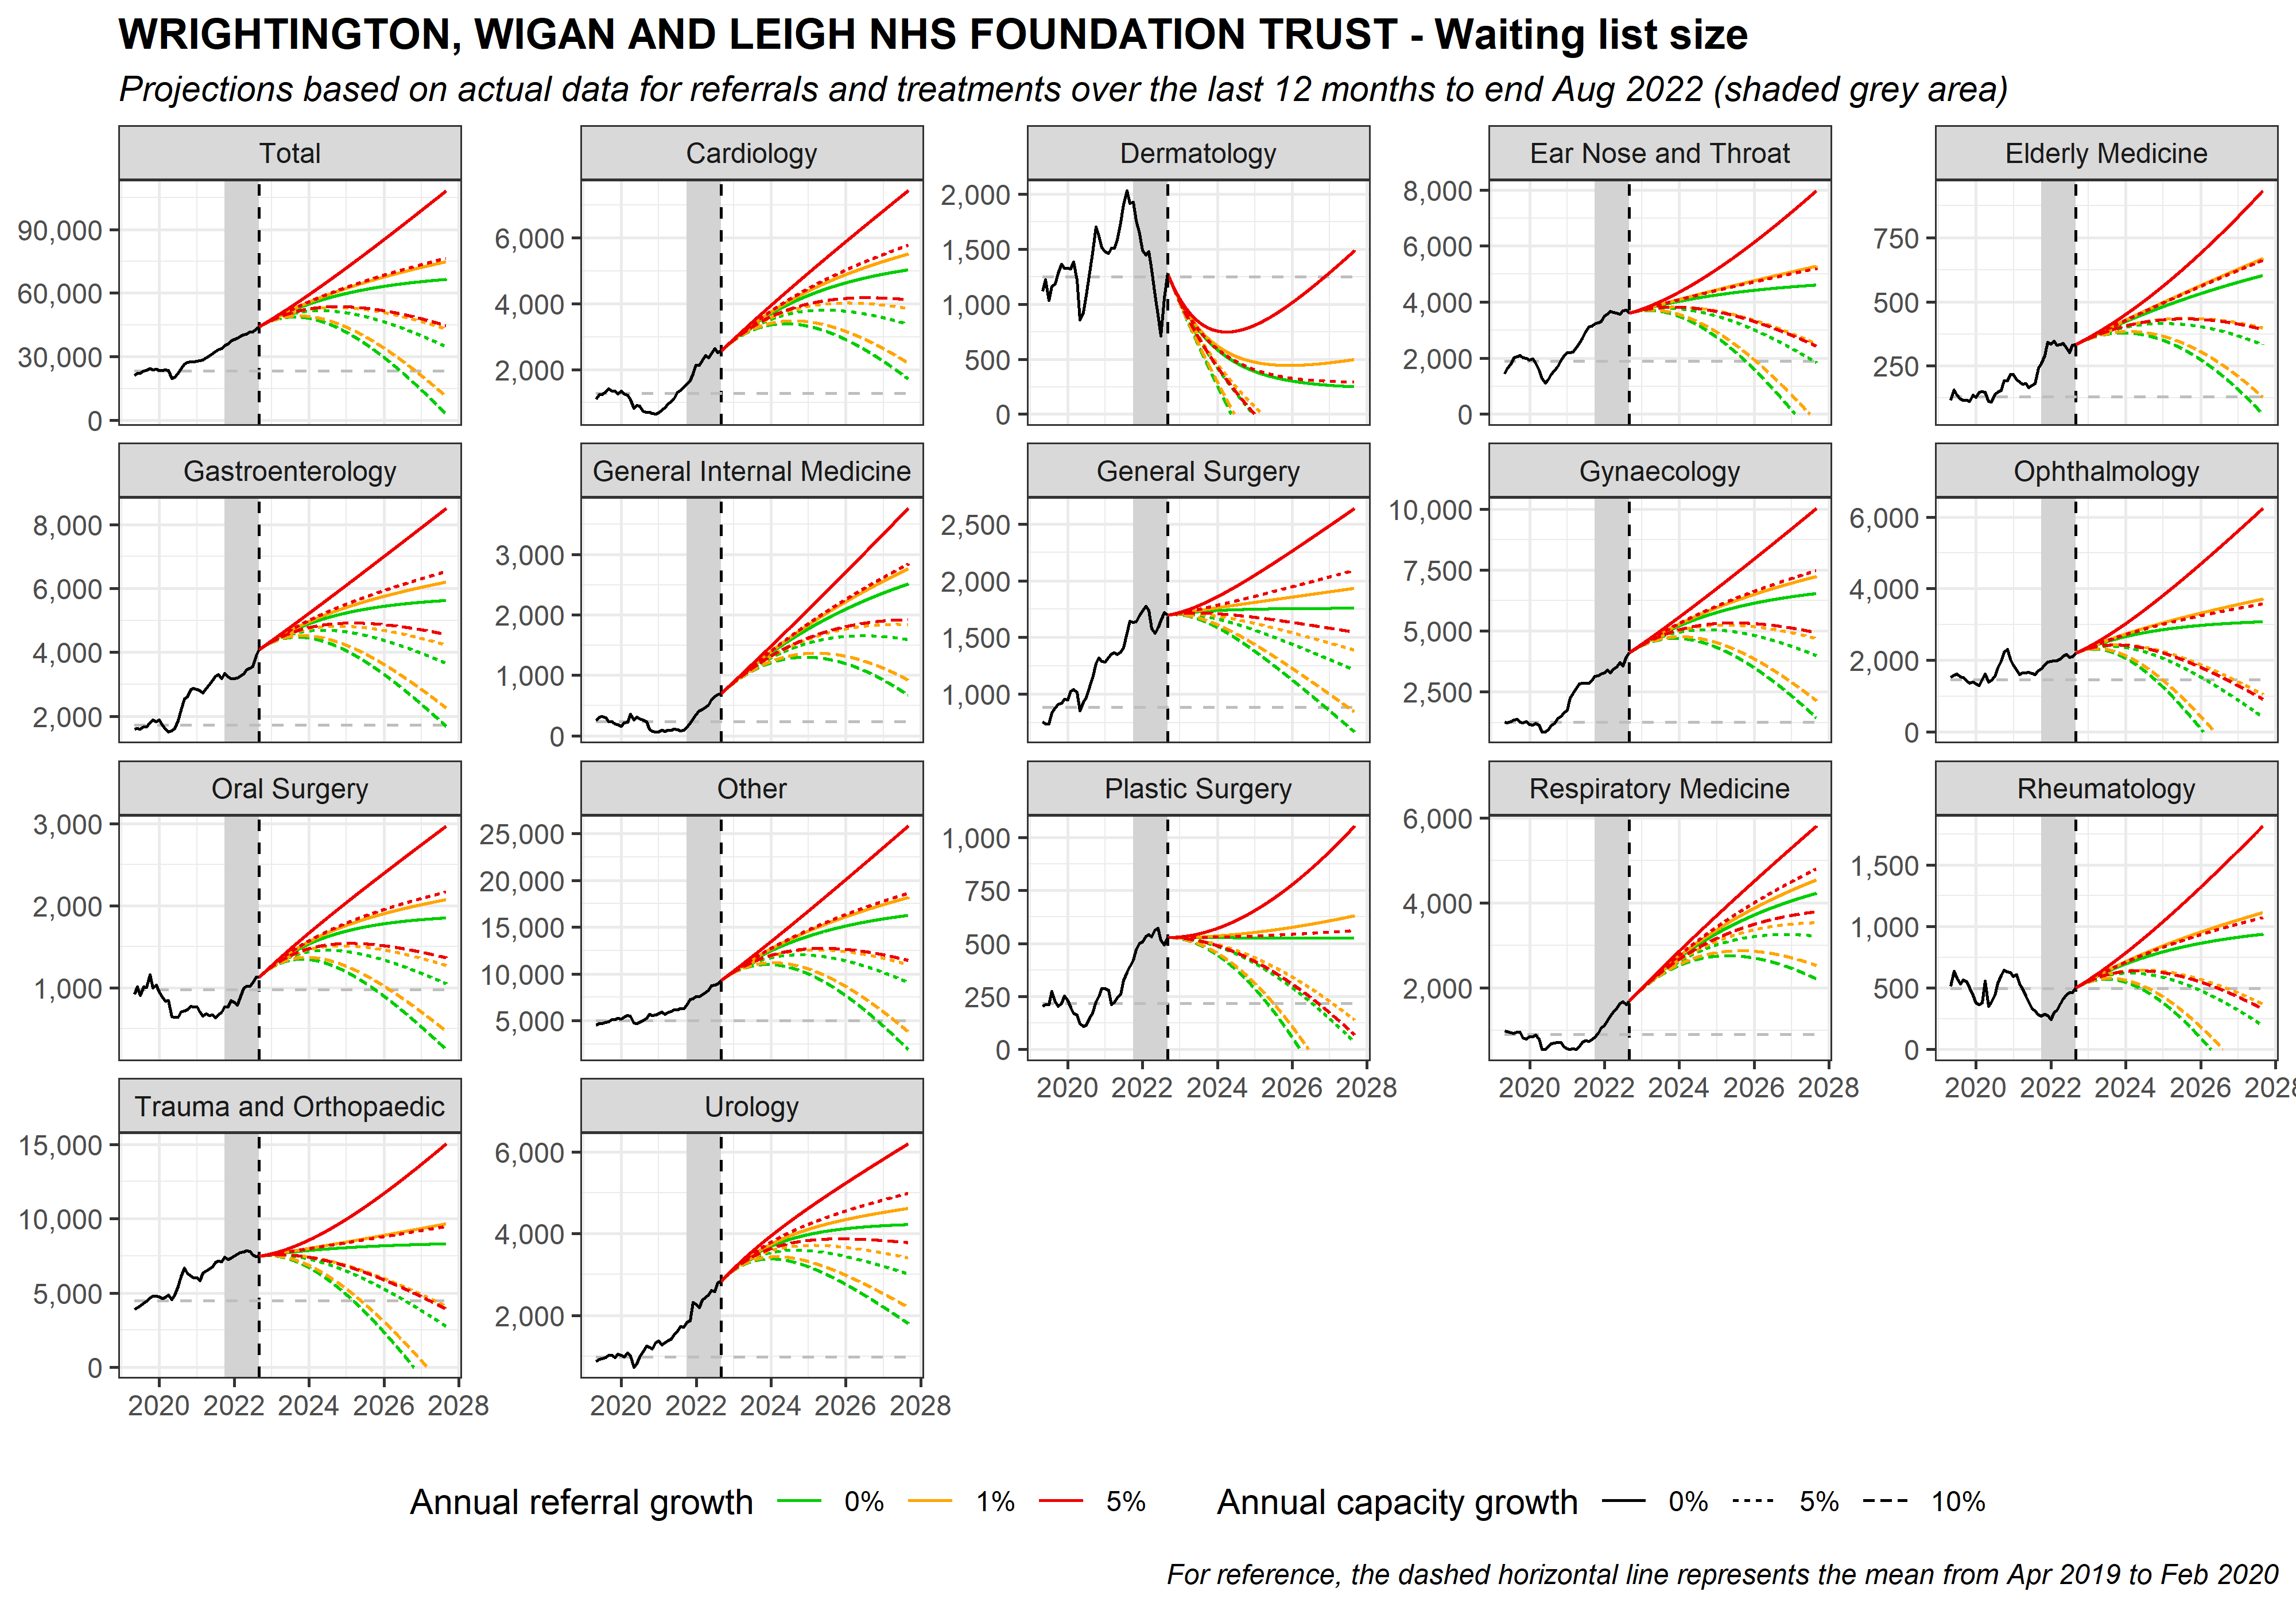 WRIGHTINGTON, WIGAN AND LEIGH NHS FOUNDATION TRUST - Waiting list size
Projections based on actual data for referrals and treatments over the last 12 months to end Aug 2022 (shaded grey area)
Total
90,000
60,000
30,000
0
Cardiology
6,000
4,000
2,000
Dermatology
2,000
1,500
1,000
500
0
Ear Nose and Throat
8,000
6,000
4,000
2,000
0
Elderly Medicine
750
500
250
Gastroenterology
8,000
6,000
4,000
2,000
General Internal Medicine
3,000
2,000
1,000
0
General Surgery
2,500
2,000
1,500
1,000
Gynaecology
10,000
7,500
5,000
2,500
Ophthalmology
6,000
4,000
2,000
0
Oral Surgery
3,000
2,000
1,000
Other
25,000
20,000
15,000
10,000
5,000
Plastic Surgery
1,000
750
500
250
0
2020 2022 2024 2026 2028
Respiratory Medicine
6,000
4,000
2,000
2020 2022 2024 2026 2028
Rheumatology
1,500
1,000
500
0
2020 2022 2024 2026 2028
Trauma and Orthopaedic
15,000
10,000
5,000
0
2020 2022 2024 2026 2028
Urology
6,000
4,000
2,000
2020 2022 2024 2026 2028
Annual referral growth 0% 1% 5% Annual capacity growth 0% 5% 10%
For reference, the dashed horizontal line represents the mean from Apr 2019 to Feb 2020